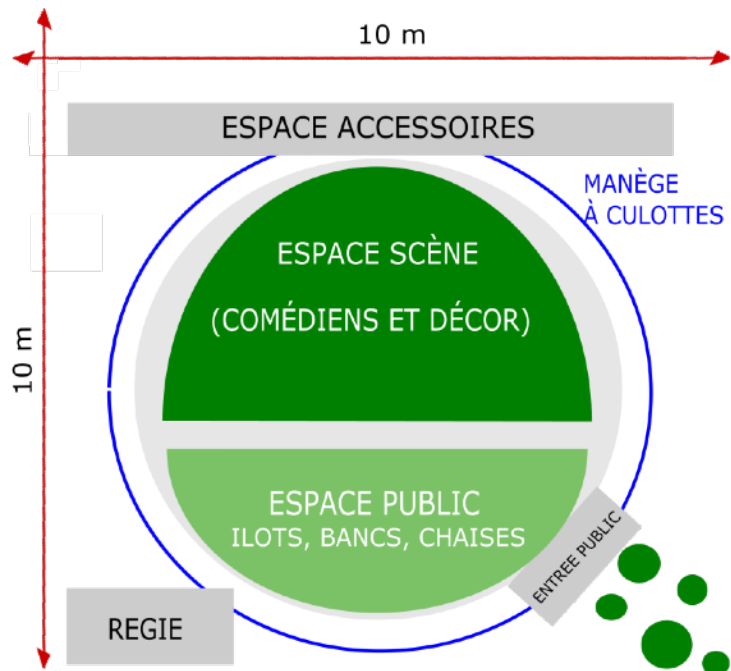 10 m
ESPACE ACCESSOIRES
MANÈGE
À CULOTTES
ESPACE SCÈNE
(COMÉDIENS ET DÉCOR)
10 m
ESPACE PUBLIC
ILOTS, BANCS, CHAISES
ENTREE PUBLIC
REGIE